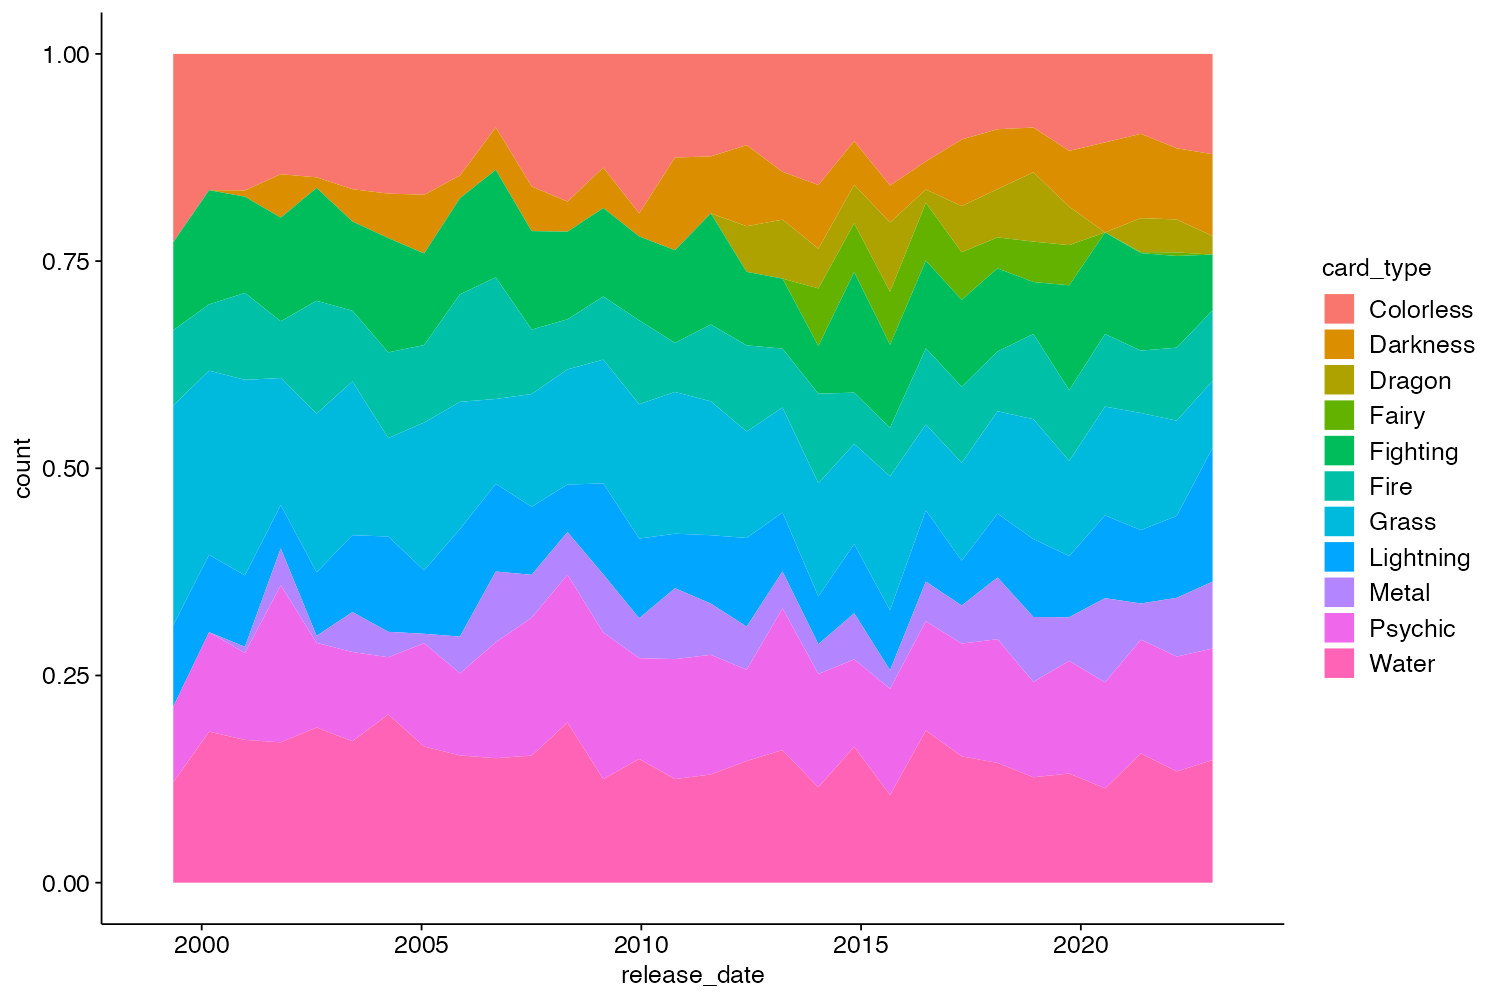 1.00
0.75
0.50
0.25
0.00
count
2000 2005 2010 2015 2020
release_date
card_type
Colorless
Darkness
Dragon
Fairy
Fighting
Fire
Grass
Lightning
Metal
Psychic
Water